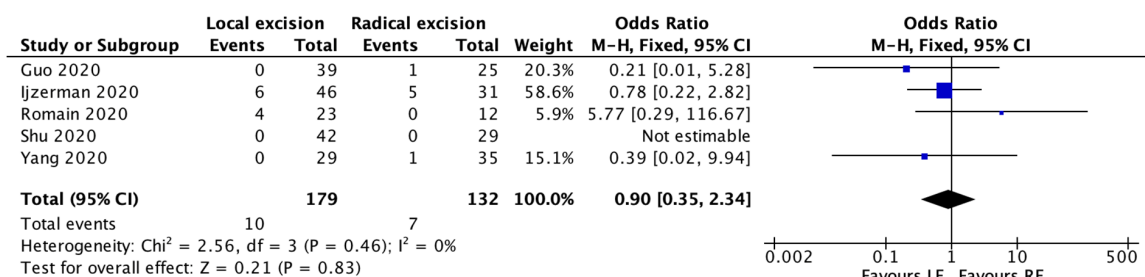 Local excision Radical excision Odds Ratio Odds Ratio
Study or Subgroup Events Total Events Total Weight M-H, Fixed, 95% CI M-H, Fixed, 95% CI
Guo 2020 0 39 1 25 20.3% 0.21 [0.01, 5.28]
Ijzerman 2020 6 46 5 31 58.6% 0.78 [0.22, 2.82]
Romain 2020 4 23 0 12 5.9% 5.77 [0.29, 116.67]
Shu 2020 0 42 0 29 Not estimable
Yang 2020 0 29 1 35 15.1% 0.39 [0.02, 9.94]
Total (95% CI) 179 132 100.0% 0.90 [0.35, 2.34]
Total events 10 7
Heterogeneity: Chi² = 2.56, df = 3 (P = 0.46); I² = 0%
Test for overall effect: Z = 0.21 (P = 0.83)
0.002 0.1 1 10 500
Favours LE Favours RE